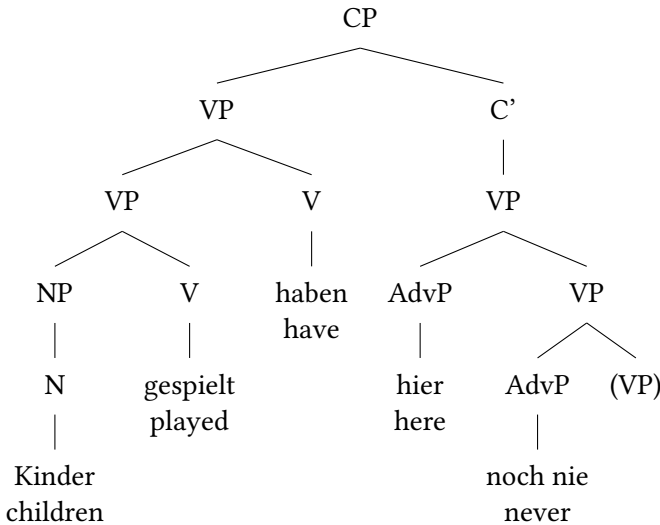 CP
VP C’
VP V VP
NP V haben have AdvP VP
N gespielt played hier here AdvP (VP)
Kinder children noch nie never